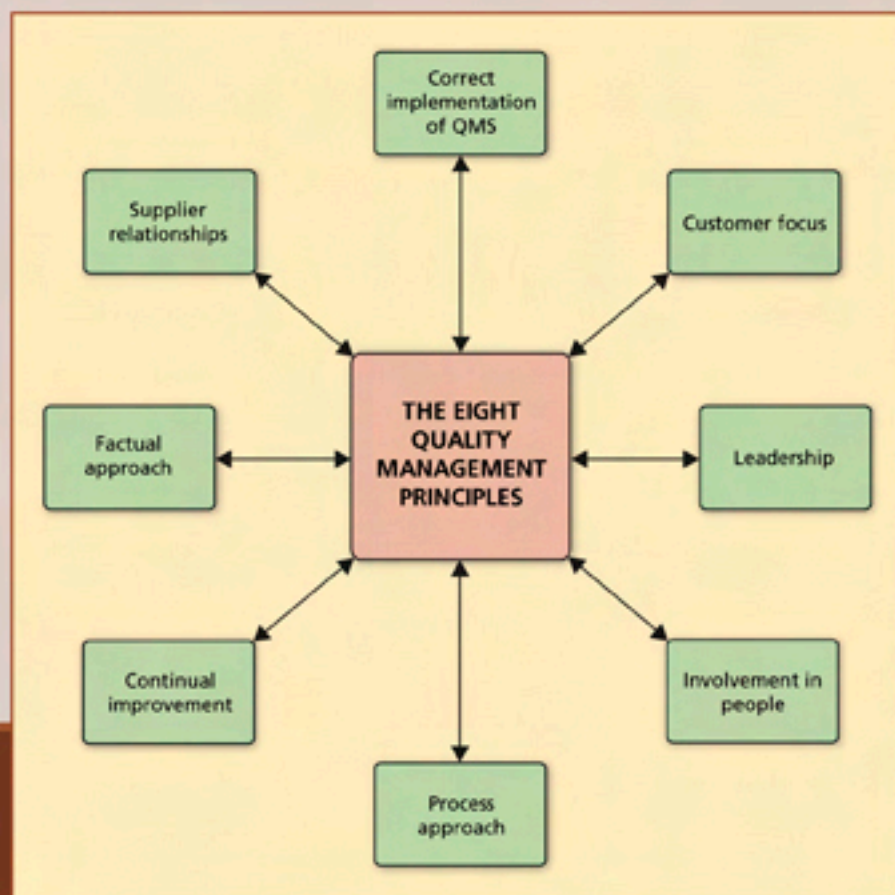 Correct
implementation
of QMS
Supplier
relationships
Customer focus
THE EIGHT
QUALITY
MANAGEMENT
PRINCIPLES
Factual
approach
Leadership
Continual
improvement
Involvement in
people
Process
approach